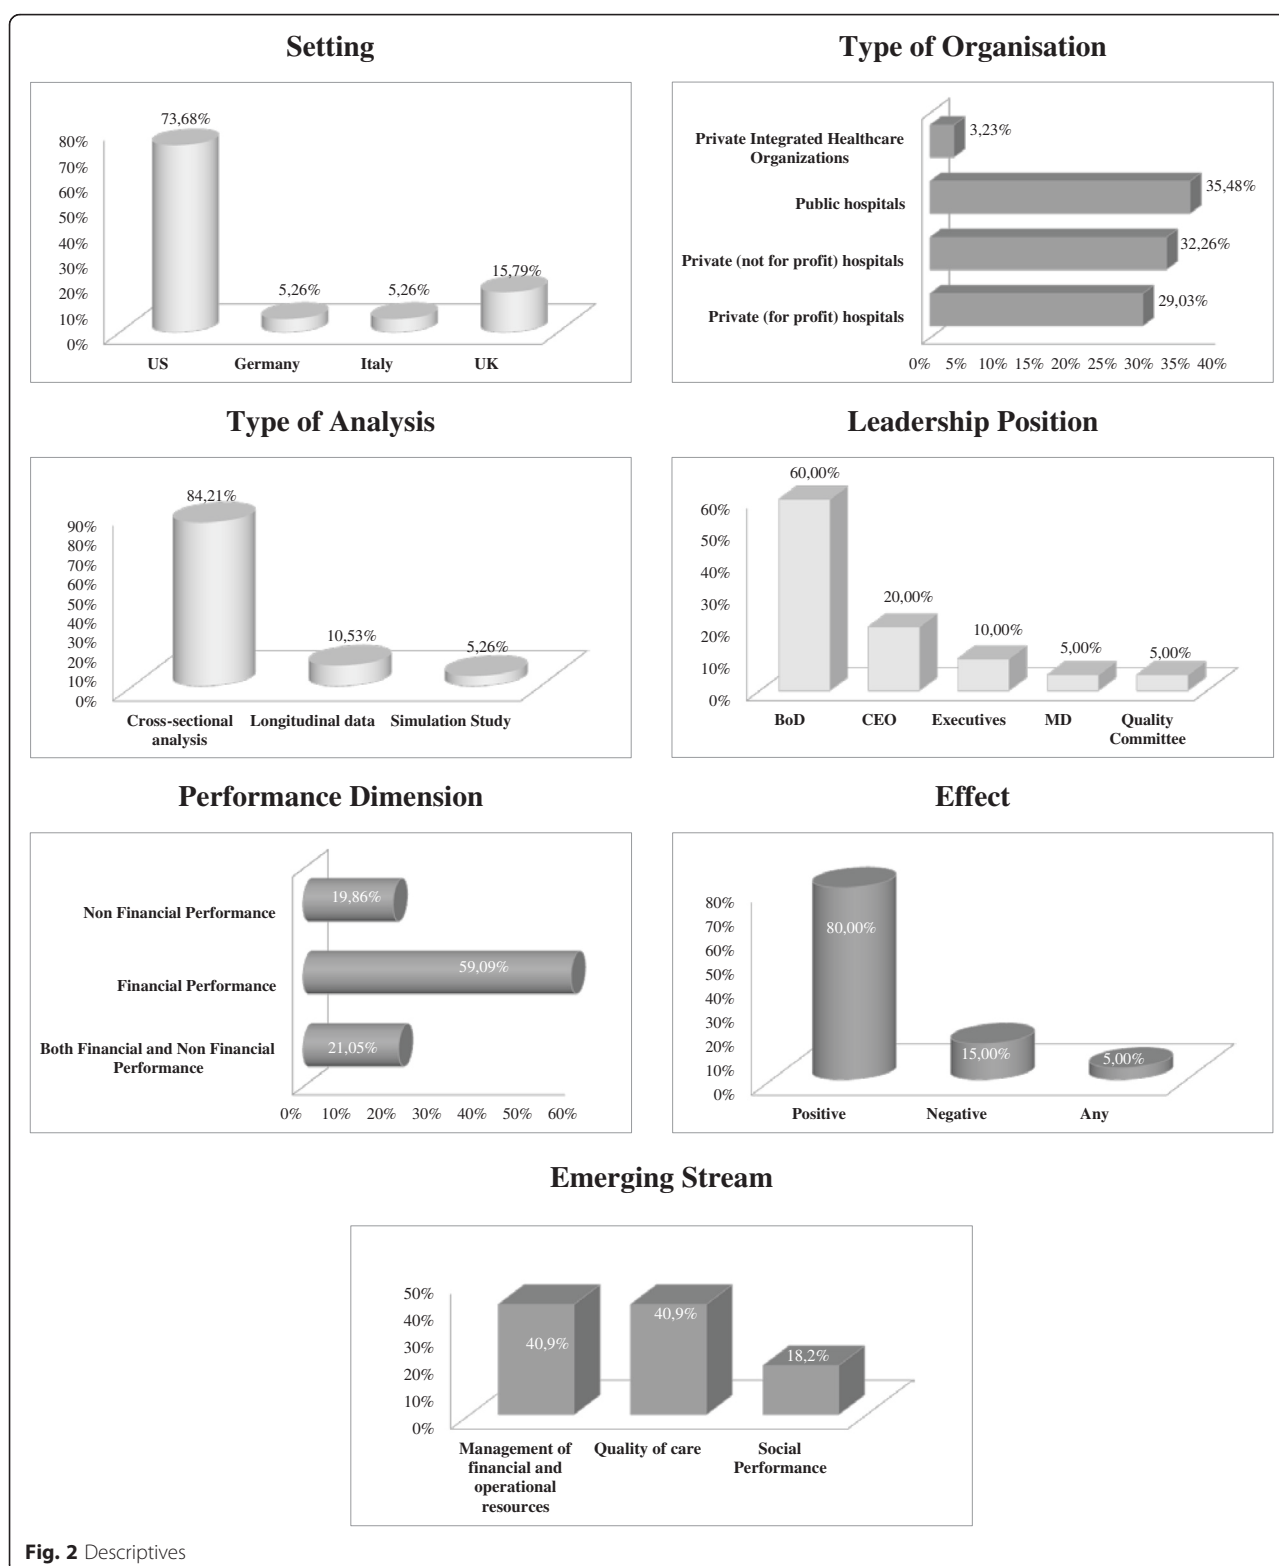 Setting
73,68%
80%
70%
60%
50%
40%
30%
20%
10%
0%
5,26%
5,26%
15,79%
US
Germany
Italy
UK
Type of Organisation
Private Integrated Healthcare
Organizations
3,23%
Public hospitals
35,48%
Private (not for profit) hospitals
32,26%
Private (for profit) hospitals
29,03%
0% 5% 10% 15% 20% 25% 30% 35% 40%
Type of Analysis
84,21%
90%
80%
70%
60%
50%
40%
30%
20%
10%
0%
10,53%
5,26%
Cross-sectional
analysis
Longitudinal data
Simulation Study
Leadership Position
60,00%
60%
50%
40%
30%
20%
10%
0%
20,00%
10,00%
5,00%
5,00%
BoD
CEO
Executives
MD
Quality
Committee
Performance Dimension
Non Financial Performance
19,86%
Financial Performance
59,09%
Both Financial and Non Financial
Performance
21,05%
0% 10% 20% 30% 40% 50% 60%
Effect
80%
70%
60%
50%
40%
30%
20%
10%
0%
80,00%
15,00%
5,00%
Positive
Negative
Any
Emerging Stream
50%
40%
30%
20%
10%
0%
40,9%
40,9%
18,2%
Management of
financial and
operational
resources
Quality of care
Social
Performance
Fig. 2 Descriptives